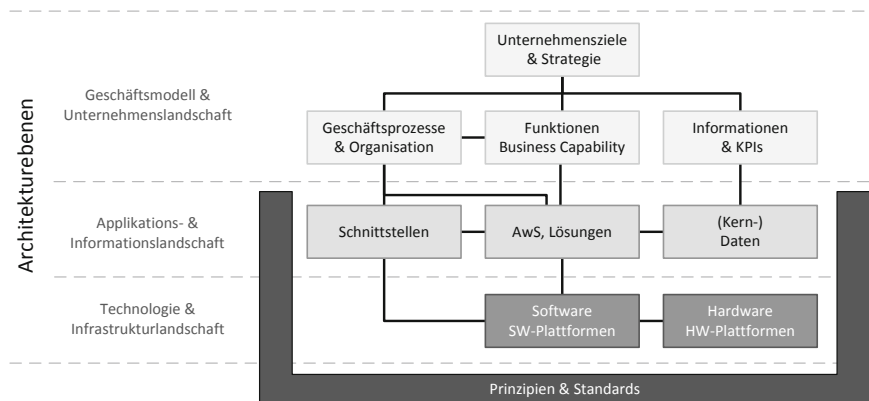 Architekturebenen
Unternehmensziele
& Strategie
Geschäftsmodell &
Unternehmenslandschaft
Geschäftsprozesse
& Organisation
Funktionen
Business Capability
Informationen
& KPIs
Applikations- &
Informationslandschaft
Schnittstellen
AwS, Lösungen
(Kern-)
Daten
Technologie &
Infrastrukturlandschaft
Software
SW-Plattformen
Hardware
HW-Plattformen
Prinzipien & Standards